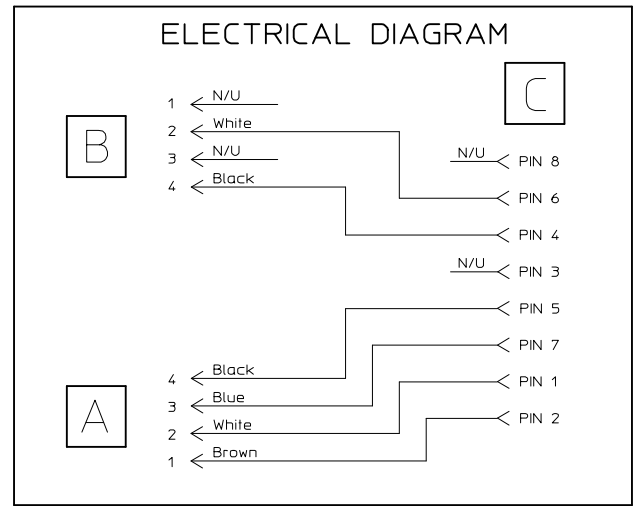 ELECTRICAL DIAGRAM
C
B
1 N/U
2 White
3 N/U
4 Black
N/U PIN 8
PIN 6
PIN 4
N/U PIN 3
PIN 5
PIN 7
PIN 1
PIN 2
A
4 Black
3 Blue
2 White
1 Brown